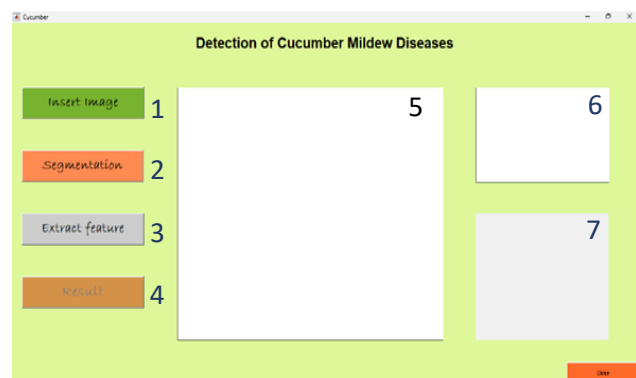 Cucumber
Detection of Cucumber Mildew Diseases
Insert Image 1
Segmentation 2
Extract feature 3
Result 4
5
6
7
Close